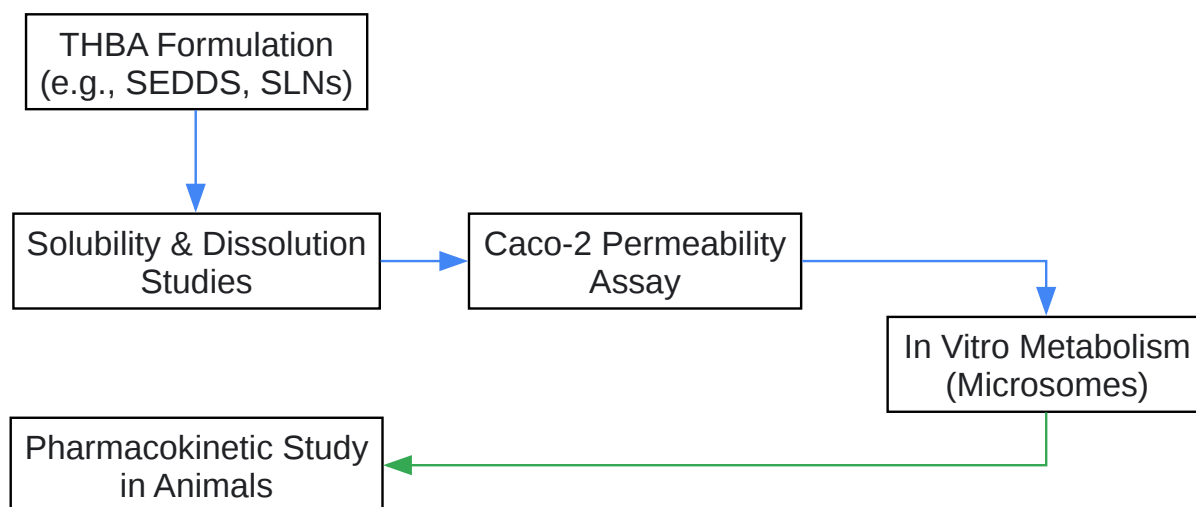 THBA Formulation
(e.g., SEDDS, SLNs)
Solubility & Dissolution
Studies
Caco-2 Permeability
Assay
In Vitro Metabolism
(Microsomes)
Pharmacokinetic Study
in Animals